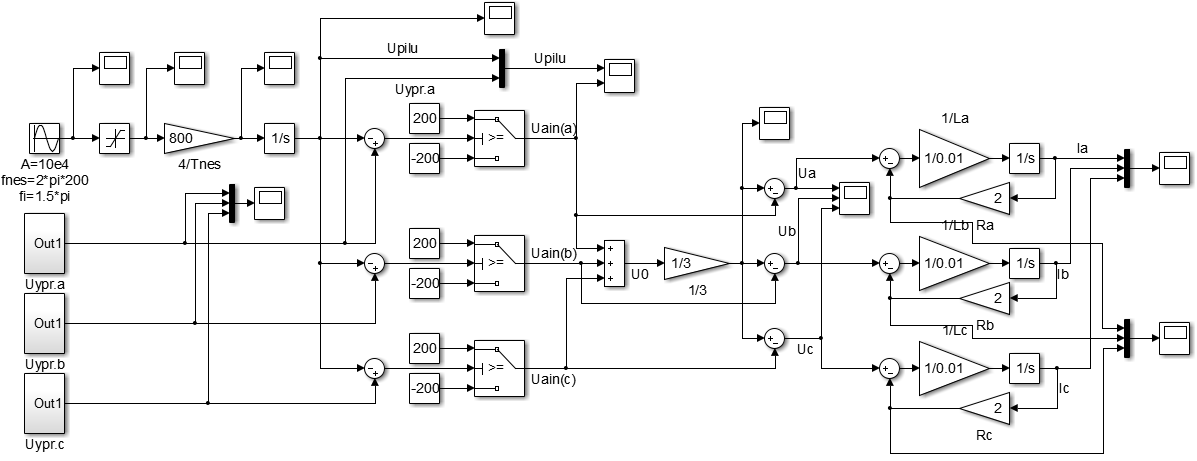 Upilu
Upilu
Uypr.a
200
>=
-200
Uain(a)
800
4/Tnes
1/s
A=10e4
fnes=2*pi*200
fi=1.5*pi
Out1
Uypr.a
Out1
Uypr.b
Out1
Uypr.c
200
>=
-200
Uain(b)
200
>=
-200
Uain(c)
U0
1/3
1/3
Ua
Ub
Uc
1/La
1/0.01
1/s
Ia
2
Ra
1/Lb
1/0.01
1/s
Ib
2
Rb
1/Lc
1/0.01
1/s
Ic
2
Rc